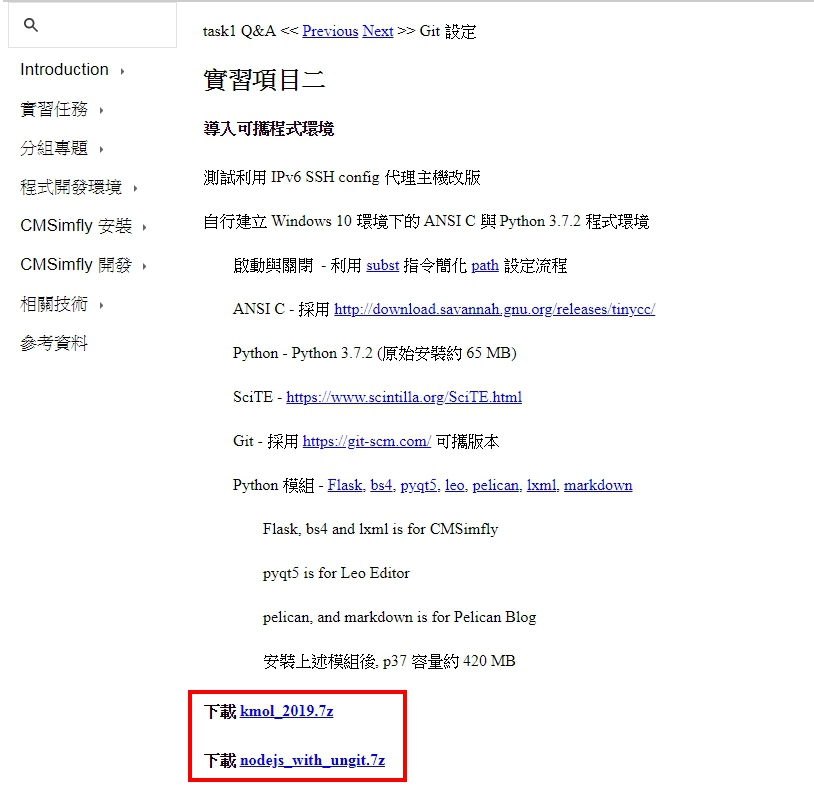 Introduction
實習任務
分組專題
程式開發環境
CMSimfly 安裝
CMSimfly 開發
相關技術
參考資料
task1 Q&A << Previous Next >> Git 設定
實習項目二
導入可攜程式環境
測試利用 IPv6 SSH config 代理主機改版
自行建立 Windows 10 環境下的 ANSI C 與 Python 3.7.2 程式環境
啟動與關閉 - 利用 subst 指令簡化 path 設定流程
ANSI C - 採用 http://download.savannah.gnu.org/releases/tinycc/
Python - Python 3.7.2 (原始安裝約 65 MB)
SciTE - https://www.scintilla.org/SciTE.html
Git - 採用 https://git-scm.com/ 可攜版本
Python 模組 - Flask, bs4, pyqt5, leo, pelican, lxml, markdown
Flask, bs4 and lxml is for CMSimfly
pyqt5 is for Leo Editor
pelican, and markdown is for Pelican Blog
安裝上述模組後, p37 容量約 420 MB
下載 kmol_2019.7z
下載 nodejs_with_ungit.7z